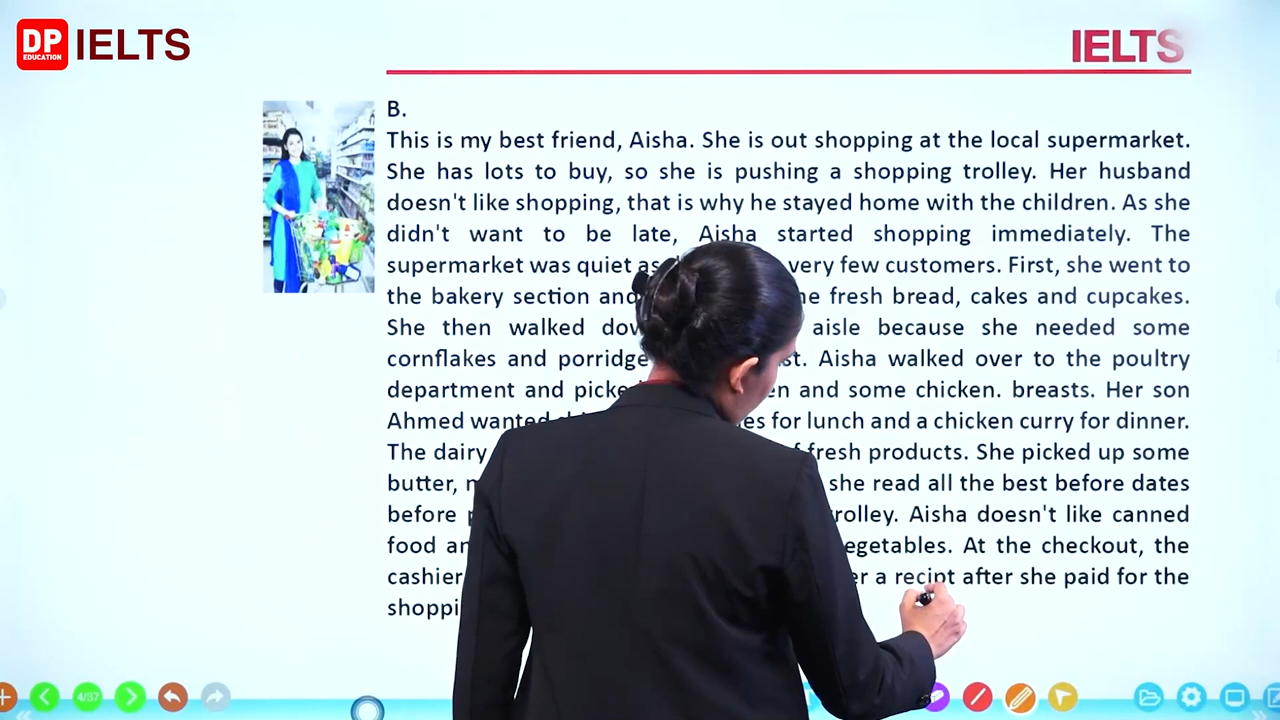 DP
EDUCATION
IELTS
IELTS
B.
This is my best friend, Aisha. She is out shopping at the local supermarket.
She has lots to buy, so she is pushing a shopping trolley. Her husband
doesn't like shopping, that is why he stayed home with the children. As she
didn't want to be late, Aisha started shopping immediately. The
supermarket was quiet as very few customers. First, she went to
the bakery section and fresh bread, cakes and cupcakes.
She then walked aisle because she needed some
cornflakes and porridge Aisha walked over to the poultry
department and and some chicken. breasts. Her son
Ahmed wanted for lunch and a chicken curry for dinner.
The dairy fresh products. She picked up some
butter, she read all the best before dates
before trolley. Aisha doesn't like canned
food vegetables. At the checkout, the
cashier a recipt after she paid for the
4/37